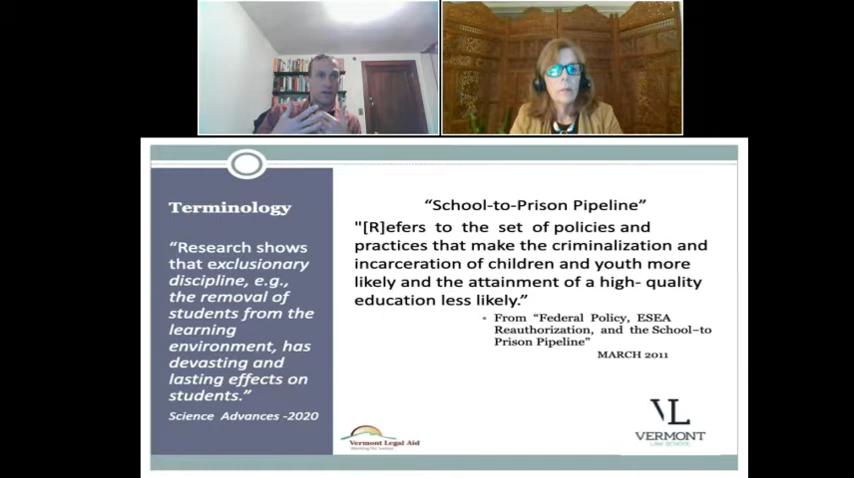 Terminology
“Research shows
that exclusionary
discipline, e.g.,
the removal of
students from the
learning
environment, has
devasting and
lasting effects on
students.”
Science Advances -2020
“School-to-Prison Pipeline”
"[R]efers to the set of policies and
practices that make the criminalization and
incarceration of children and youth more
likely and the attainment of a high- quality
education less likely.”
• From “Federal Policy, ESEA
Reauthorization, and the School–to
Prison Pipeline”
MARCH 2011
Vermont Legal Aid
Working for Justice
VL
VERMONT
LAW SCHOOL